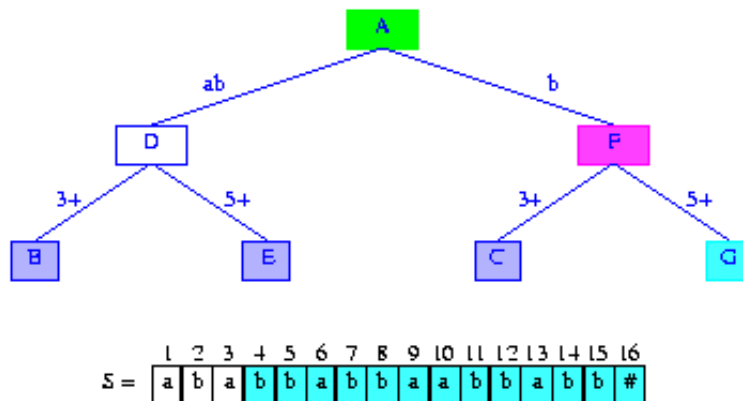 A
ab b
D F
3+ 5+ 3+ 5+
B E C G
1 2 3 4 5 6 7 8 9 10 11 12 13 14 15 16
S = a b a b b a b b a a b b a b b #